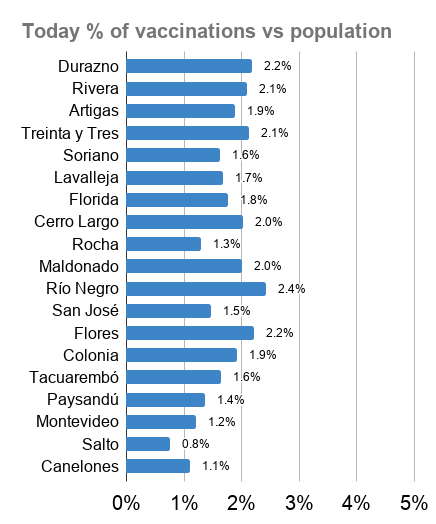 Today % of vaccinations vs population
Durazno 2.2%
Rivera 2.1%
Artigas 1.9%
Treinta y Tres 2.1%
Soriano 1.6%
Lavalleja 1.7%
Florida 1.8%
Cerro Largo 2.0%
Rocha 1.3%
Maldonado 2.0%
Río Negro 2.4%
San José 1.5%
Flores 2.2%
Colonia 1.9%
Tacuarembó 1.6%
Paysandú 1.4%
Montevideo 1.2%
Salto 0.8%
Canelones 1.1%
0% 1% 2% 3% 4% 5%